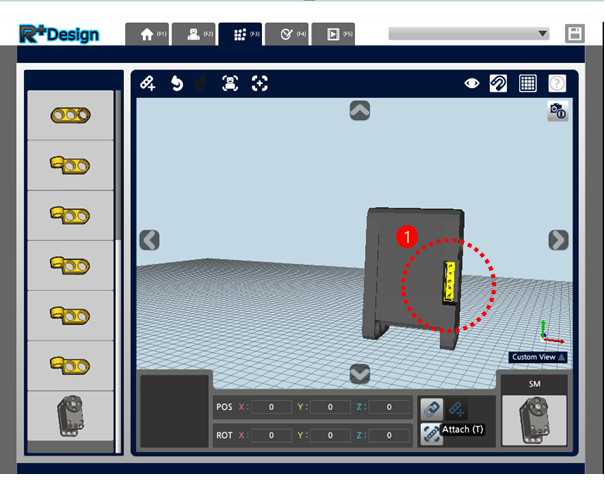 R+Design
(F1)
(F2)
(F3)
(F4)
(F5)
1
Custom View
SM
POS X: 0 Y: 0 Z: 0
ROT X: 0 Y: 0 Z: 0
Attach (T)